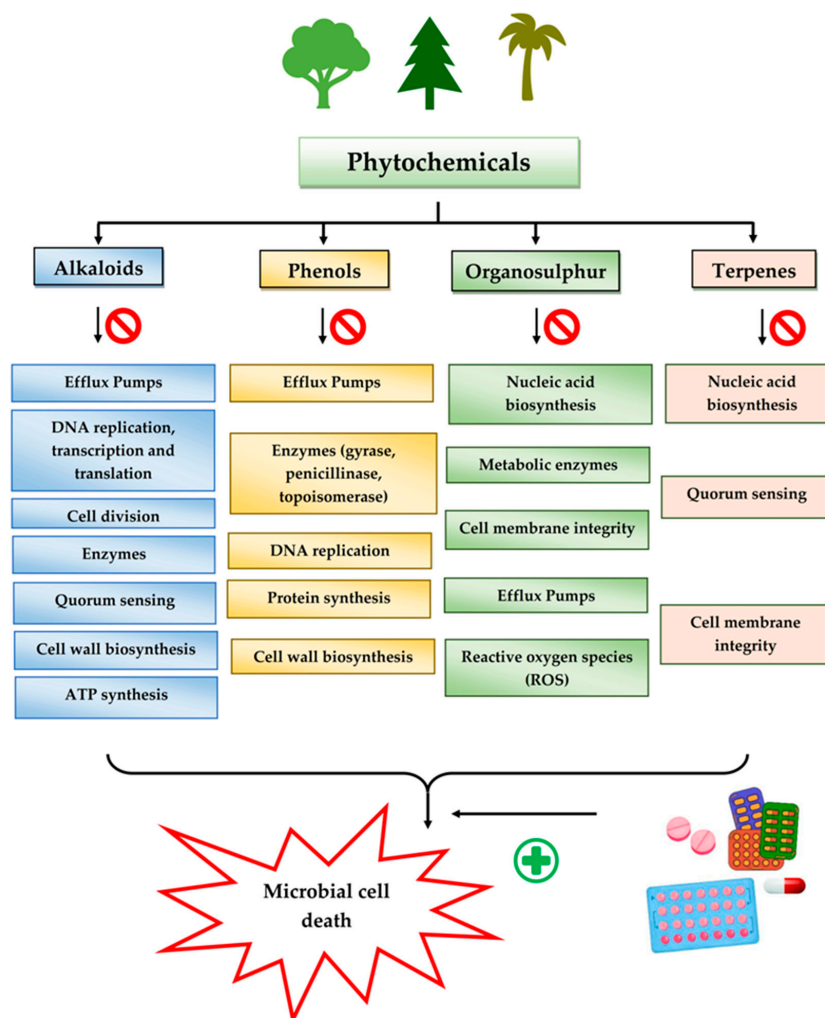 Phytochemicals
Alkaloids
Phenols
Organosulphur
Terpenes
Efflux Pumps
DNA replication,
transcription and
translation
Cell division
Enzymes
Quorum sensing
Cell wall biosynthesis
ATP synthesis
Efflux Pumps
Enzymes (gyrase,
penicillinase,
topoisomerase)
DNA replication
Protein synthesis
Cell wall biosynthesis
Nucleic acid
biosynthesis
Metabolic enzymes
Cell membrane integrity
Efflux Pumps
Reactive oxygen species
(ROS)
Nucleic acid
biosynthesis
Quorum sensing
Cell membrane
integrity
Microbial cell
death